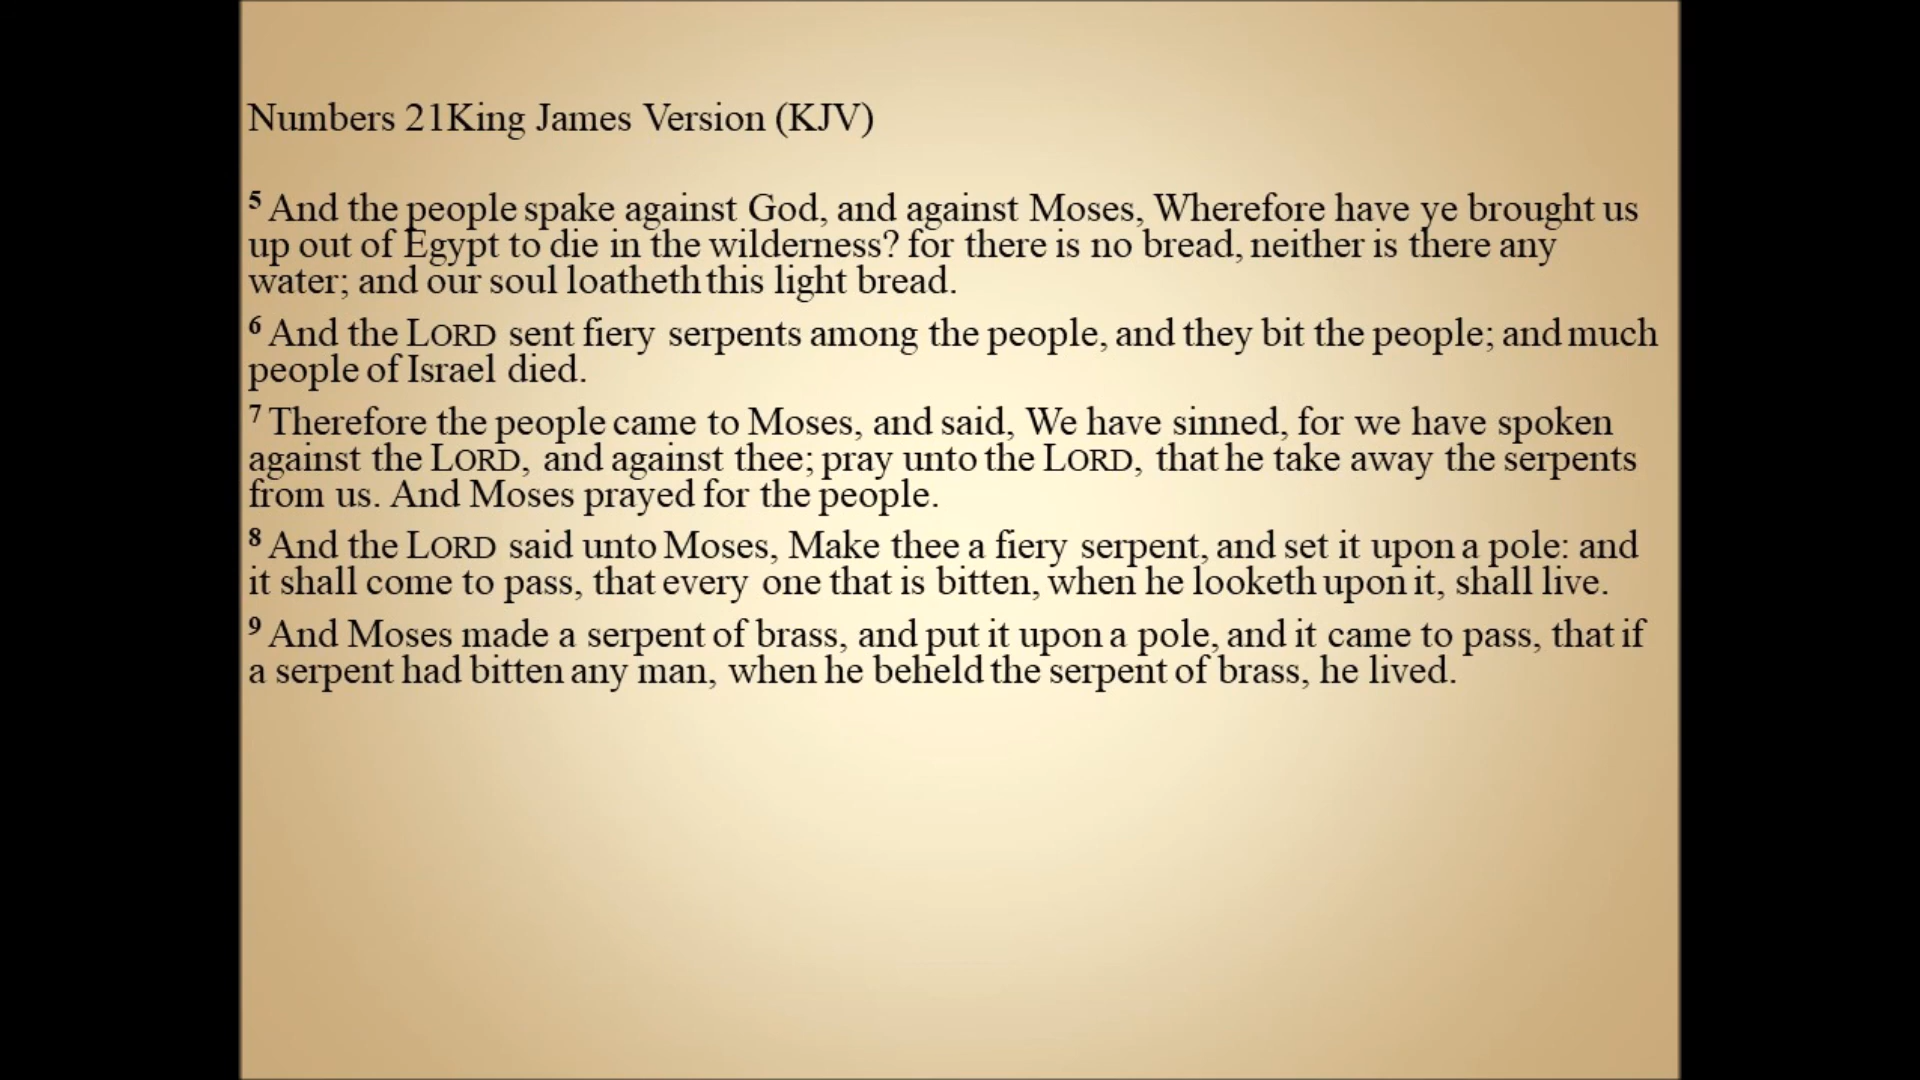 Numbers 21King James Version (KJV)
5 And the people spake against God, and against Moses, Wherefore have ye brought us
up out of Egypt to die in the wilderness? for there is no bread, neither is there any
water; and our soul loatheth this light bread.
6 And the LORD sent fiery serpents among the people, and they bit the people; and much
people of Israel died.
7 Therefore the people came to Moses, and said, We have sinned, for we have spoken
against the LORD, and against thee; pray unto the LORD, that he take away the serpents
from us. And Moses prayed for the people.
8 And the LORD said unto Moses, Make thee a fiery serpent, and set it upon a pole: and
it shall come to pass, that every one that is bitten, when he looketh upon it, shall live.
9 And Moses made a serpent of brass, and put it upon a pole, and it came to pass, that if
a serpent had bitten any man, when he beheld the serpent of brass, he lived.